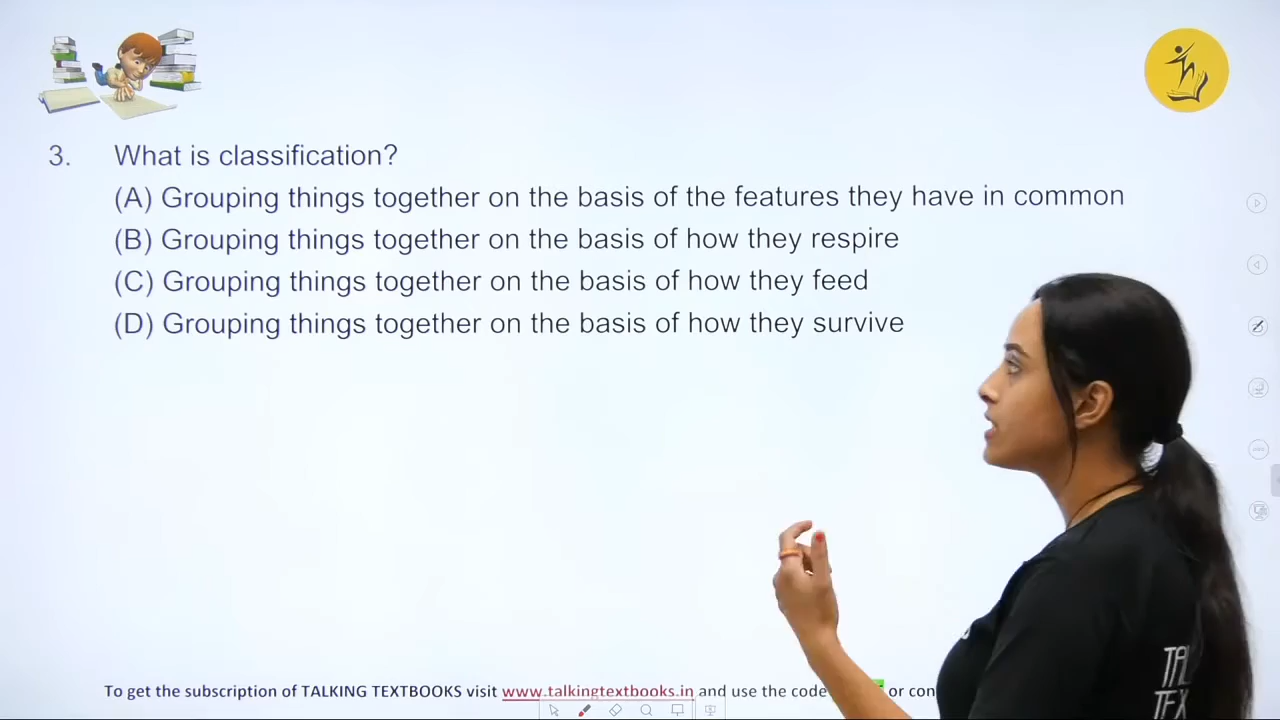 3. What is classification?
(A) Grouping things together on the basis of the features they have in common
(B) Grouping things together on the basis of how they respire
(C) Grouping things together on the basis of how they feed
(D) Grouping things together on the basis of how they survive
To get the subscription of TALKING TEXTBOOKS visit www.talkingtextbooks.in and use the code or con